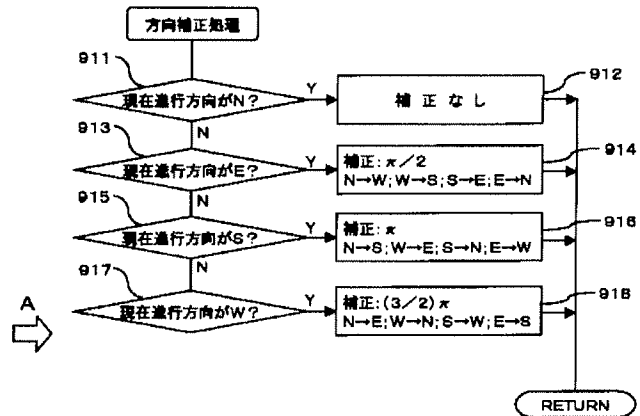 方向補正処理
911
現在進行方向がN?
Y
補正なし
912
N
913
現在進行方向がE?
Y
補正:π/2
N→W;W→S;S→E;E→N
914
N
915
現在進行方向がS?
Y
補正:π
N→S;W→E;S→N;E→W
916
N
917
現在進行方向がW?
Y
補正:(3/2)π
N→E;W→N;S→W;E→S
918
A
RETURN